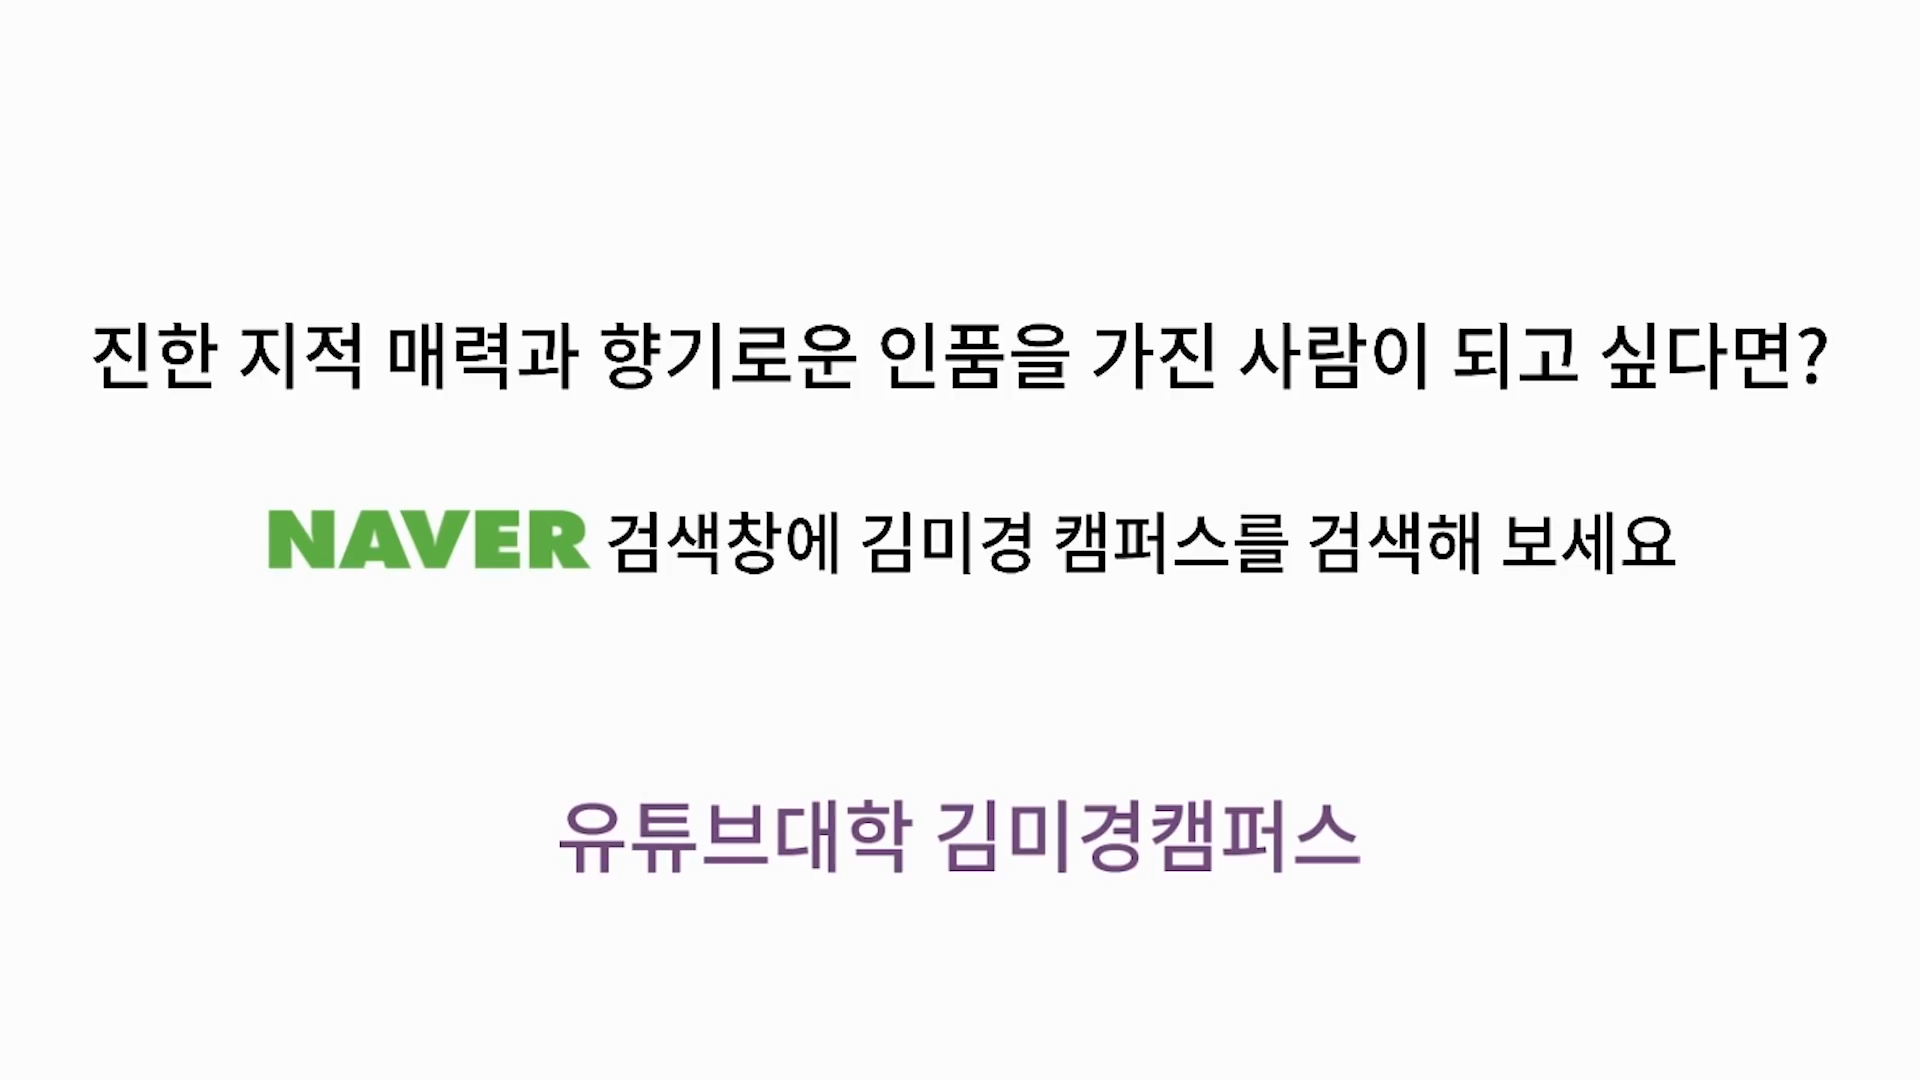 진한 지적 매력과 향기로운 인품을 가진 사람이 되고 싶다면?
NAVER 검색창에 김미경 캠퍼스를 검색해 보세요
유튜브대학 김미경캠퍼스